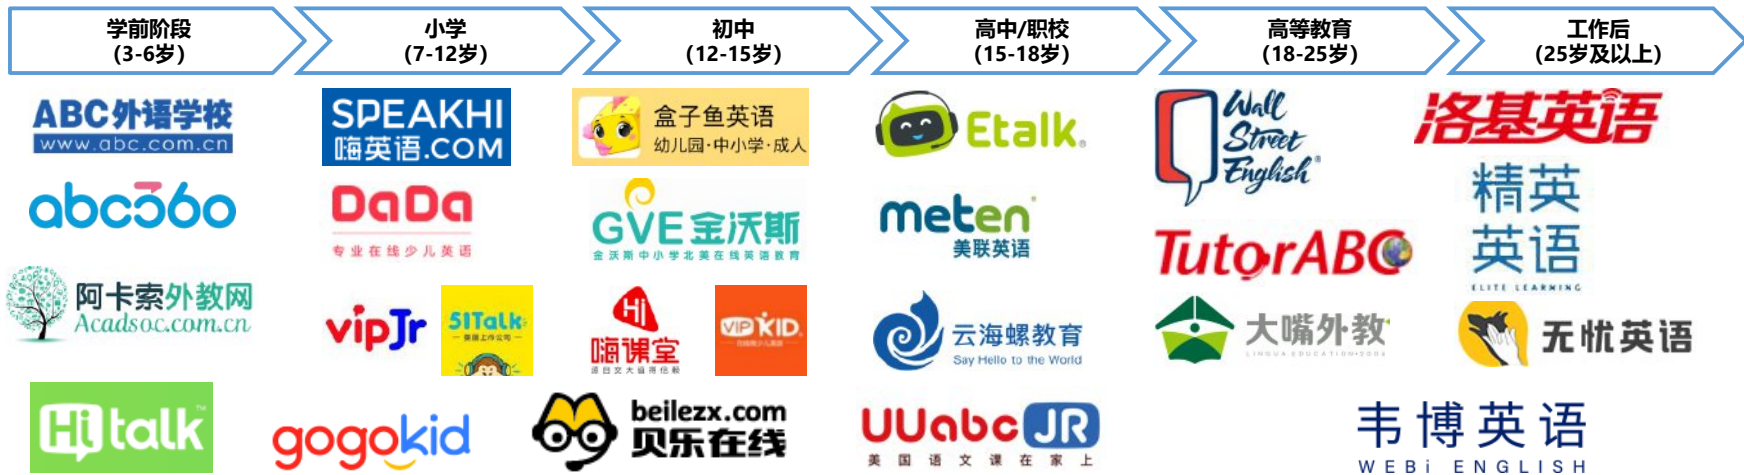 学前阶段
(3-6岁)
小学
(7-12岁)
初中
(12-15岁)
高中/职校
(15-18岁)
高等教育
(18-25岁)
工作后
(25岁及以上)
ABC外语学校
www.abc.com.cn
SPEAKHI
嗨英语.COM
盒子鱼英语
幼儿园·中小学·成人
Etalk
Wall
Street
English
洛基英语
abc360
DaDa
专业在线少儿英语
GVE 金沃斯
金沃斯中小学北美在线英语教育
meten
美联英语
TutorABC
精英
英语
ELITE LEARNING
阿卡索外教网
Acadsoc.com.cn
vipJr
51Talk
Hi
嗨课堂
VIPKID
云海螺教育
Say Hello to the World
大嘴外教
LINGUA EDUCATION·2004
无忧英语
Hi talk
gogokid
beilezx.com
贝乐在线
UUabc JR
美国语文课在家上
韦博英语
WEBi ENGLISH